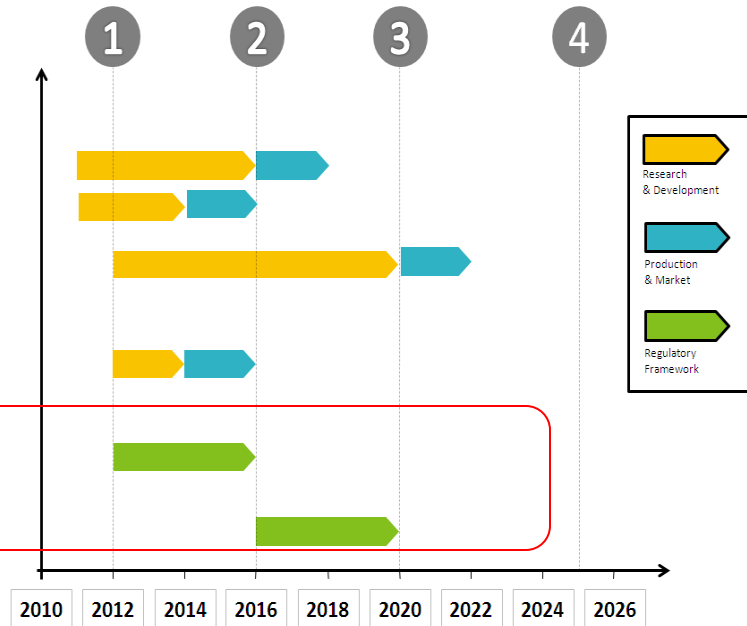 1 2 3 4
Research
& Development
Production
& Market
Regulatory
Framework
2010 2012 2014 2016 2018 2020 2022 2024 2026